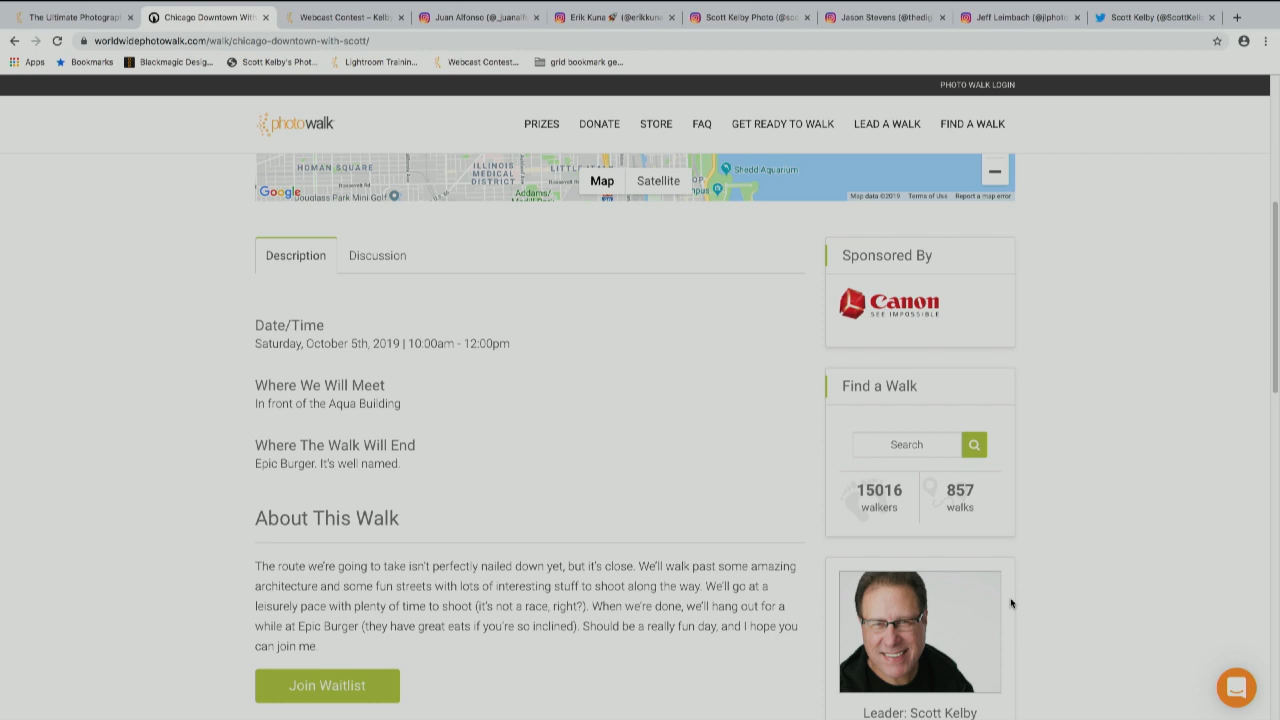 The Ultimate Photograp
Chicago Downtown With
Webcast Contest – Kelb
Juan Alfonso (@_juanalf
Erik Kuna 🚀 (@erikkuna
Scott Kelby Photo (@sco
Jason Stevens (@thedig
Jeff Leimbach (@jlphoto
Scott Kelby (@ScottKelb
worldwidephotowalk.com/walk/chicago-downtown-with-scott/
Apps
Bookmarks
Blackmagic Desig...
Scott Kelby's Phot...
Lightroom Trainin...
Webcast Contest...
grid bookmark ge...
PHOTO WALK LOGIN
photowalk
PRIZES
DONATE
STORE
FAQ
GET READY TO WALK
LEAD A WALK
FIND A WALK
HOMAN SQUARE
Roosevelt Rd
ILLINOIS
MEDICAL
DISTRICT
Roosevelt Rd
Addams/
Shedd Aquarium
Google
Douglass Park Mini Golf
Map
Satellite
Map data ©2019
Terms of Use
Report a map error
Description
Discussion
Date/Time
Saturday, October 5th, 2019 | 10:00am - 12:00pm
Where We Will Meet
In front of the Aqua Building
Where The Walk Will End
Epic Burger. It's well named.
About This Walk
The route we're going to take isn't perfectly nailed down yet, but it's close. We'll walk past some amazing
architecture and some fun streets with lots of interesting stuff to shoot along the way. We'll go at a
leisurely pace with plenty of time to shoot (it's not a race, right?). When we're done, we'll hang out for a
while at Epic Burger (they have great eats if you're so inclined). Should be a really fun day, and I hope you
can join me.
Join Waitlist
Sponsored By
Canon
SEE IMPOSSIBLE
Find a Walk
Search
15016
walkers
857
walks
Leader: Scott Kelby